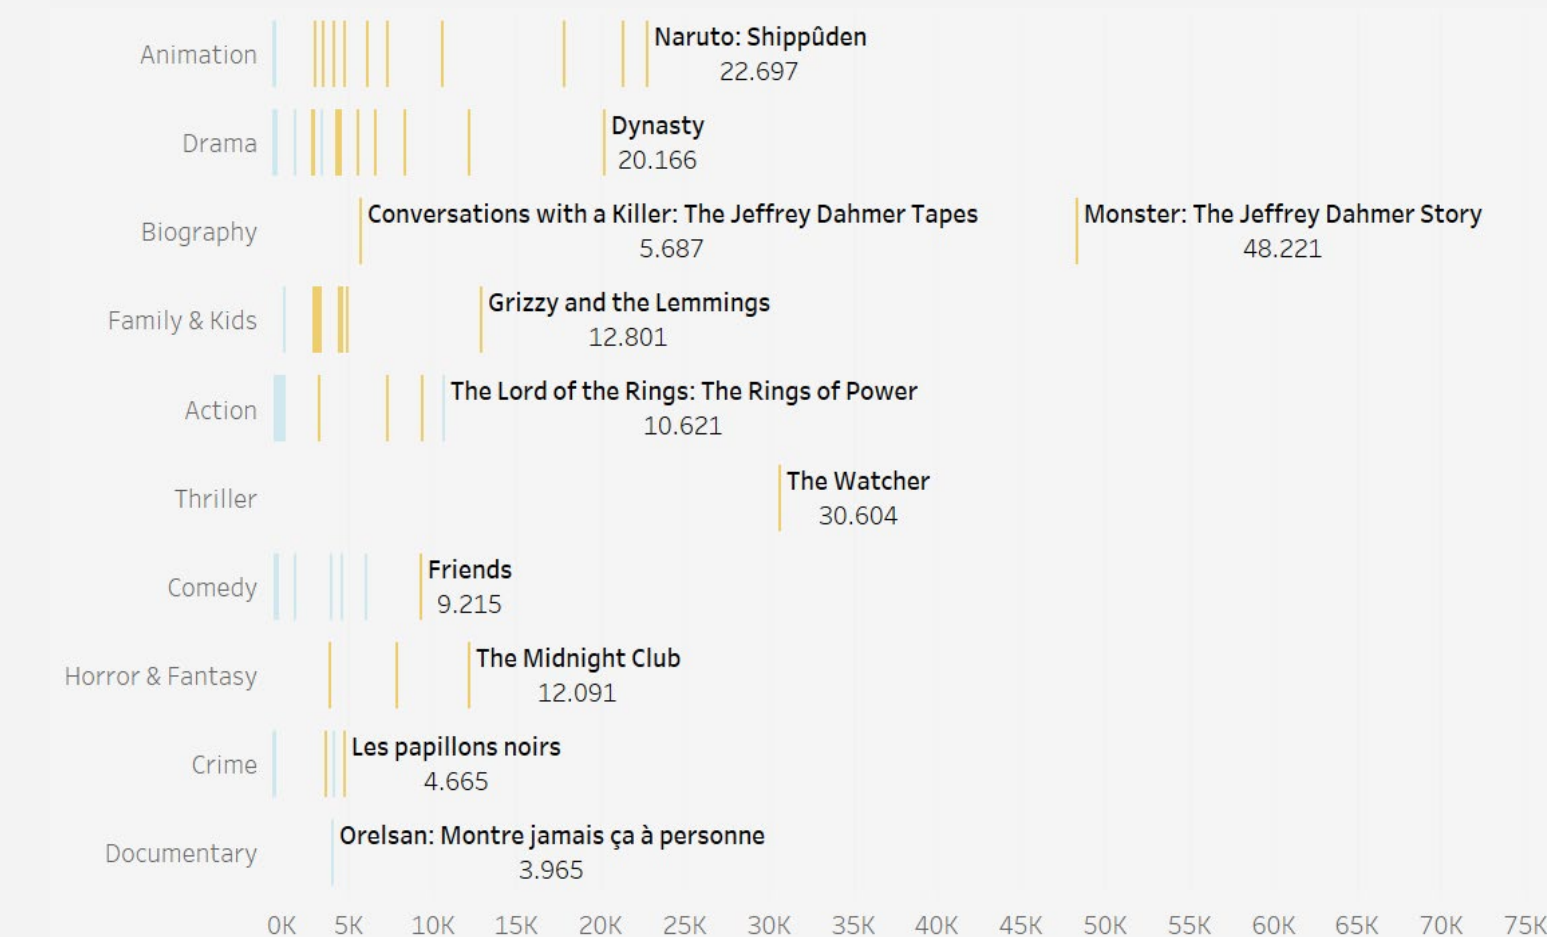 Animation
Naruto: Shippûden
22.697
Drama
Dynasty
20.166
Biography
Conversations with a Killer: The Jeffrey Dahmer Tapes
5.687
Monster: The Jeffrey Dahmer Story
48.221
Family & Kids
Grizzy and the Lemmings
12.801
Action
The Lord of the Rings: The Rings of Power
10.621
Thriller
The Watcher
30.604
Comedy
Friends
9.215
Horror & Fantasy
The Midnight Club
12.091
Crime
Les papillons noirs
4.665
Documentary
Orelsan: Montre jamais ça à personne
3.965
0K 5K 10K 15K 20K 25K 30K 35K 40K 45K 50K 55K 60K 65K 70K 75K